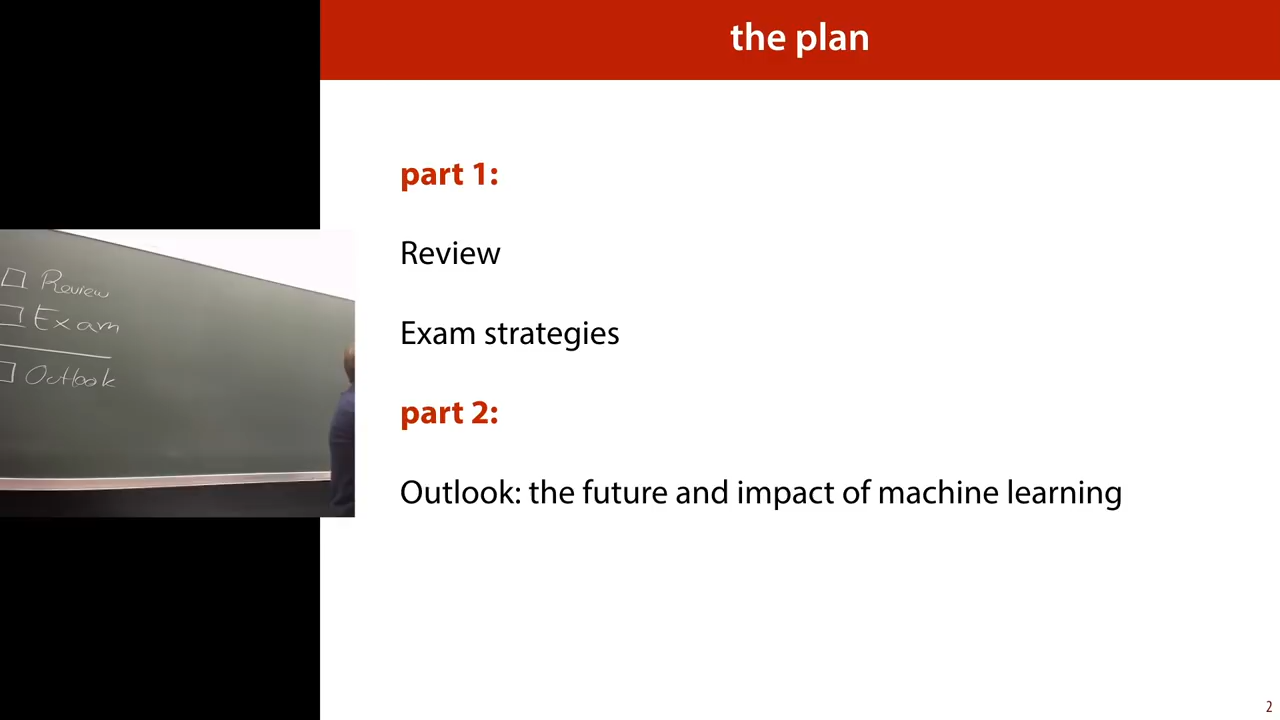 the plan
part 1:
Review
Exam strategies
part 2:
Outlook: the future and impact of machine learning
Review
Exam
Outlook
2